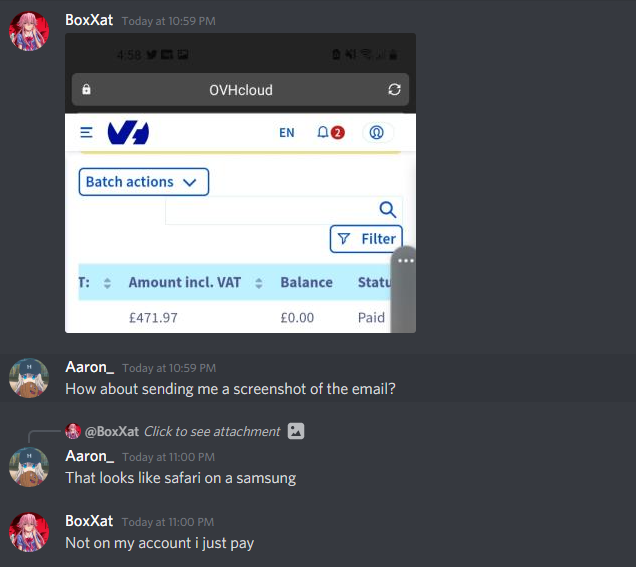 BoxXat Today at 10:59 PM
4:58
OVHcloud
EN 2
Batch actions
Filter
T: Amount incl. VAT Balance Statu
£471.97 £0.00 Paid
Aaron_ Today at 10:59 PM
How about sending me a screenshot of the email?
@BoxXat Click to see attachment
Aaron_ Today at 11:00 PM
That looks like safari on a samsung
BoxXat Today at 11:00 PM
Not on my account i just pay